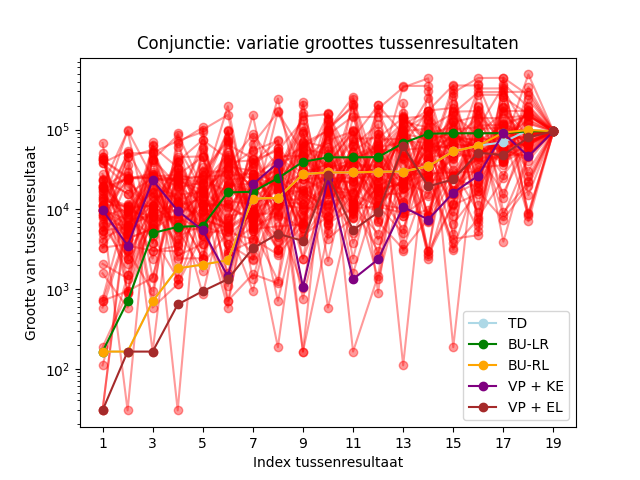 Conjunctie: variatie groottes tussenresultaten
Grootte van tussenresultaat
10^5
10^4
10^3
10^2
TD
BU-LR
BU-RL
VP + KE
VP + EL
1 3 5 7 9 11 13 15 17 19
Index tussenresultaat